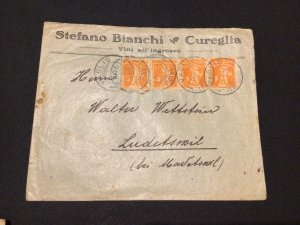 Stefano Bianchi Cureglia
Vini all'ingrosso
Herrn
Walter Wettstein
Ludetswil
(bei Madetswil)